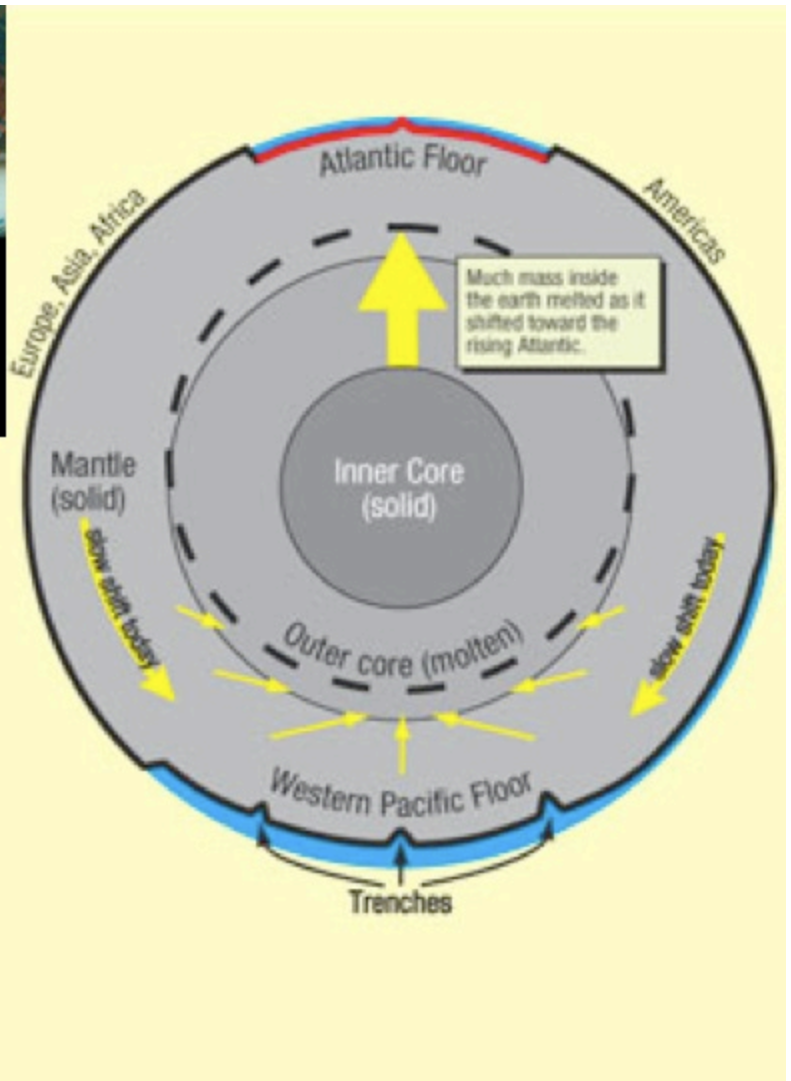 Atlantic Floor
Europe, Asia, Africa
Americas
Much mass inside
the earth melted as it
shifted toward the
rising Atlantic.
Mantle
(solid)
Inner Core
(solid)
slow shift today
slow shift today
Outer core (molten)
Western Pacific Floor
Trenches